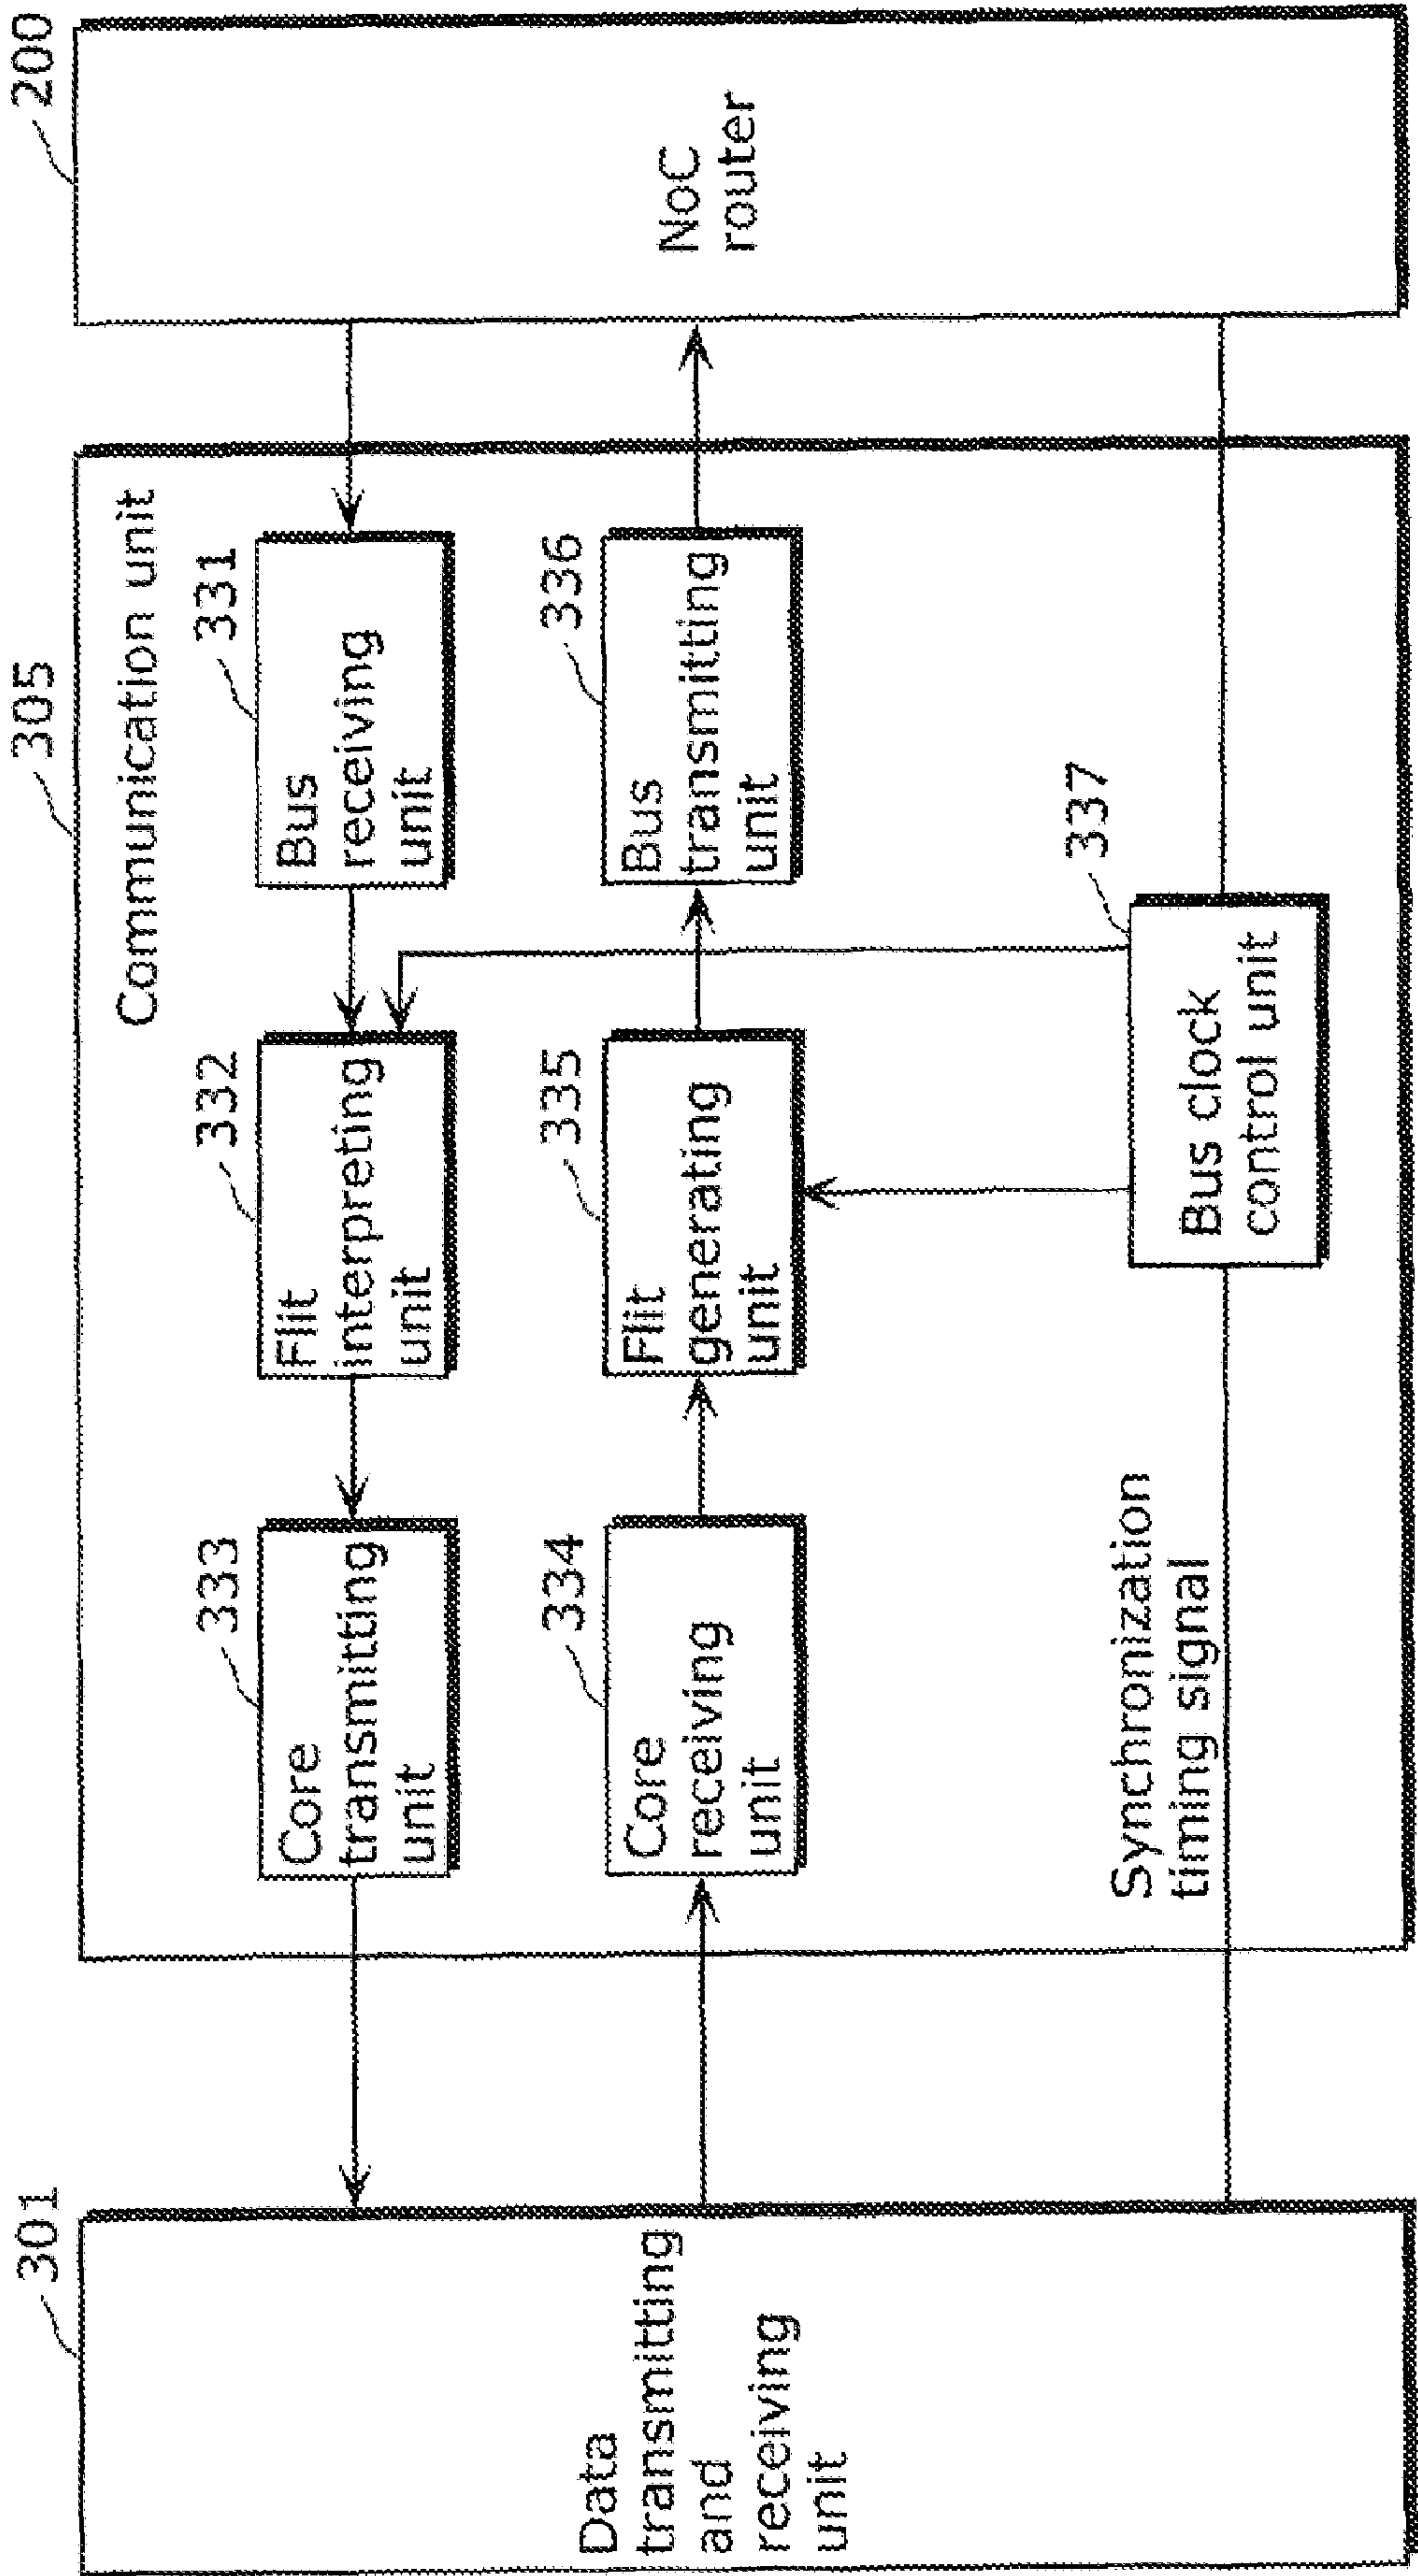 301
Data
transmitting
and
receiving
unit
305
Communication unit
333
Core
transmitting
unit
332
Flit
interpreting
unit
331
Bus
receiving
unit
334
Core
receiving
unit
335
Flit
generating
unit
336
Bus
transmitting
unit
Synchronization
timing signal
337
Bus clock
control unit
200
NoC
router